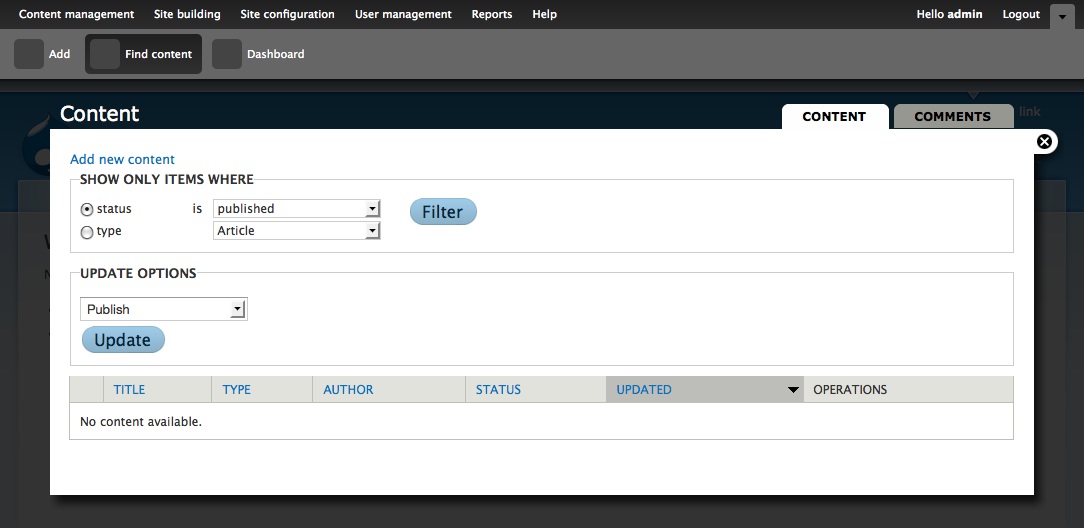 Content management Site building Site configuration User management Reports Help Hello admin Logout
Add Find content Dashboard
Content CONTENT COMMENTS link
Add new content
SHOW ONLY ITEMS WHERE
status is published Filter
type Article
UPDATE OPTIONS
Publish
Update
TITLE TYPE AUTHOR STATUS UPDATED OPERATIONS
No content available.